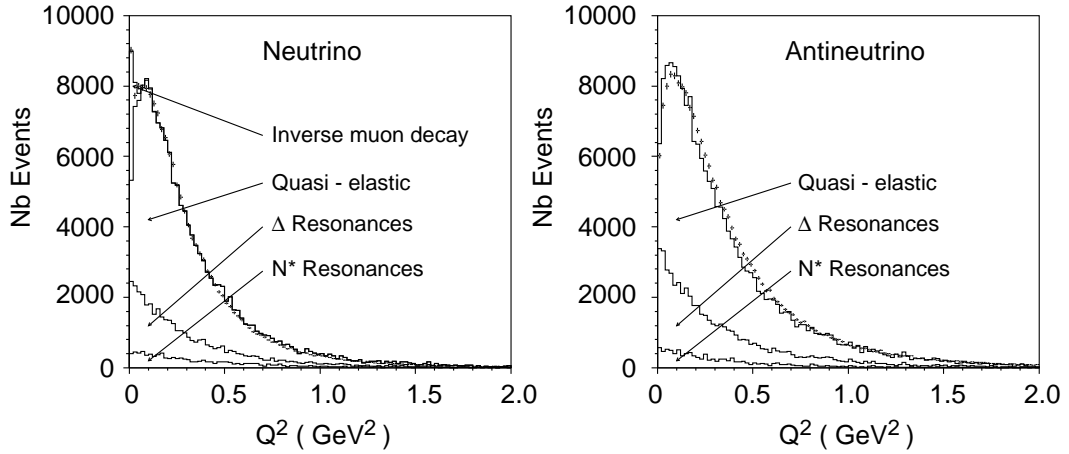 Neutrino
10000
8000
6000
4000
2000
0
Nb Events
Inverse muon decay
Quasi - elastic
Δ Resonances
N* Resonances
0 0.5 1.0 1.5 2.0
Q² ( GeV² )
Antineutrino
10000
8000
6000
4000
2000
0
Nb Events
Quasi - elastic
Δ Resonances
N* Resonances
0 0.5 1.0 1.5 2.0
Q² ( GeV² )